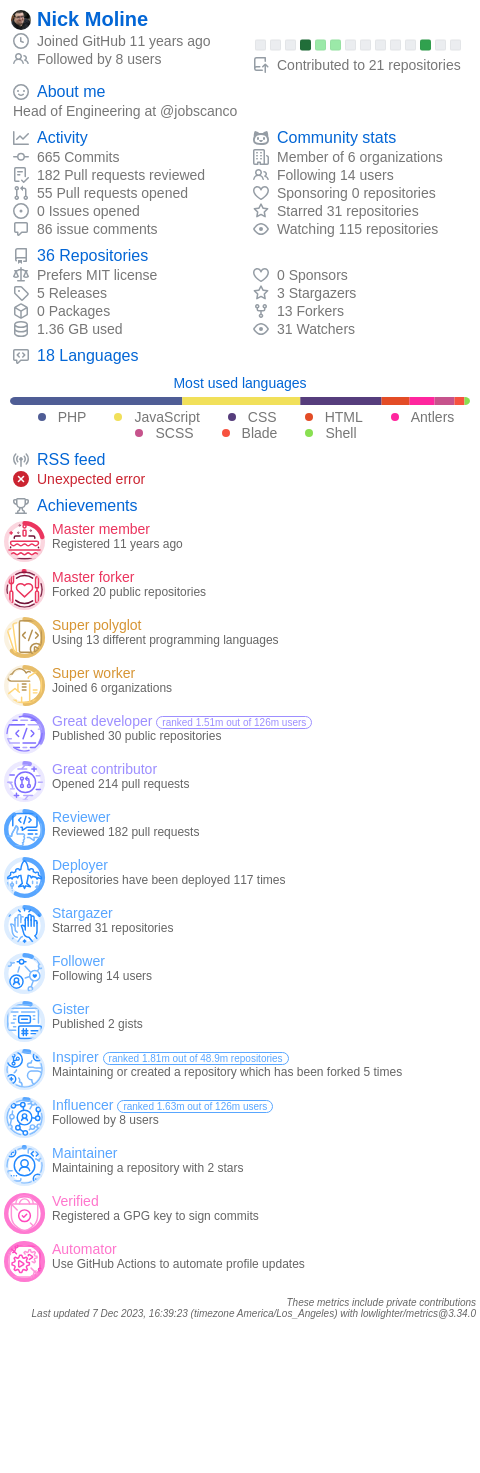 Nick Moline
Joined GitHub 11 years ago
Followed by 8 users
Contributed to 21 repositories
About me
Head of Engineering at @jobscanco
Activity
665 Commits
182 Pull requests reviewed
55 Pull requests opened
0 Issues opened
86 issue comments
Community stats
Member of 6 organizations
Following 14 users
Sponsoring 0 repositories
Starred 31 repositories
Watching 115 repositories
36 Repositories
Prefers MIT license
5 Releases
0 Packages
1.36 GB used
0 Sponsors
3 Stargazers
13 Forkers
31 Watchers
18 Languages
Most used languages
PHP JavaScript CSS HTML Antlers
SCSS Blade Shell
RSS feed
Unexpected error
Achievements
Master member
Registered 11 years ago
Master forker
Forked 20 public repositories
Super polyglot
Using 13 different programming languages
Super worker
Joined 6 organizations
Great developer ranked 1.51m out of 126m users
Published 30 public repositories
Great contributor
Opened 214 pull requests
Reviewer
Reviewed 182 pull requests
Deployer
Repositories have been deployed 117 times
Stargazer
Starred 31 repositories
Follower
Following 14 users
Gister
Published 2 gists
Inspirer ranked 1.81m out of 48.9m repositories
Maintaining or created a repository which has been forked 5 times
Influencer ranked 1.63m out of 126m users
Followed by 8 users
Maintainer
Maintaining a repository with 2 stars
Verified
Registered a GPG key to sign commits
Automator
Use GitHub Actions to automate profile updates
These metrics include private contributions
Last updated 7 Dec 2023, 16:39:23 (timezone America/Los_Angeles) with lowlighter/metrics@3.34.0